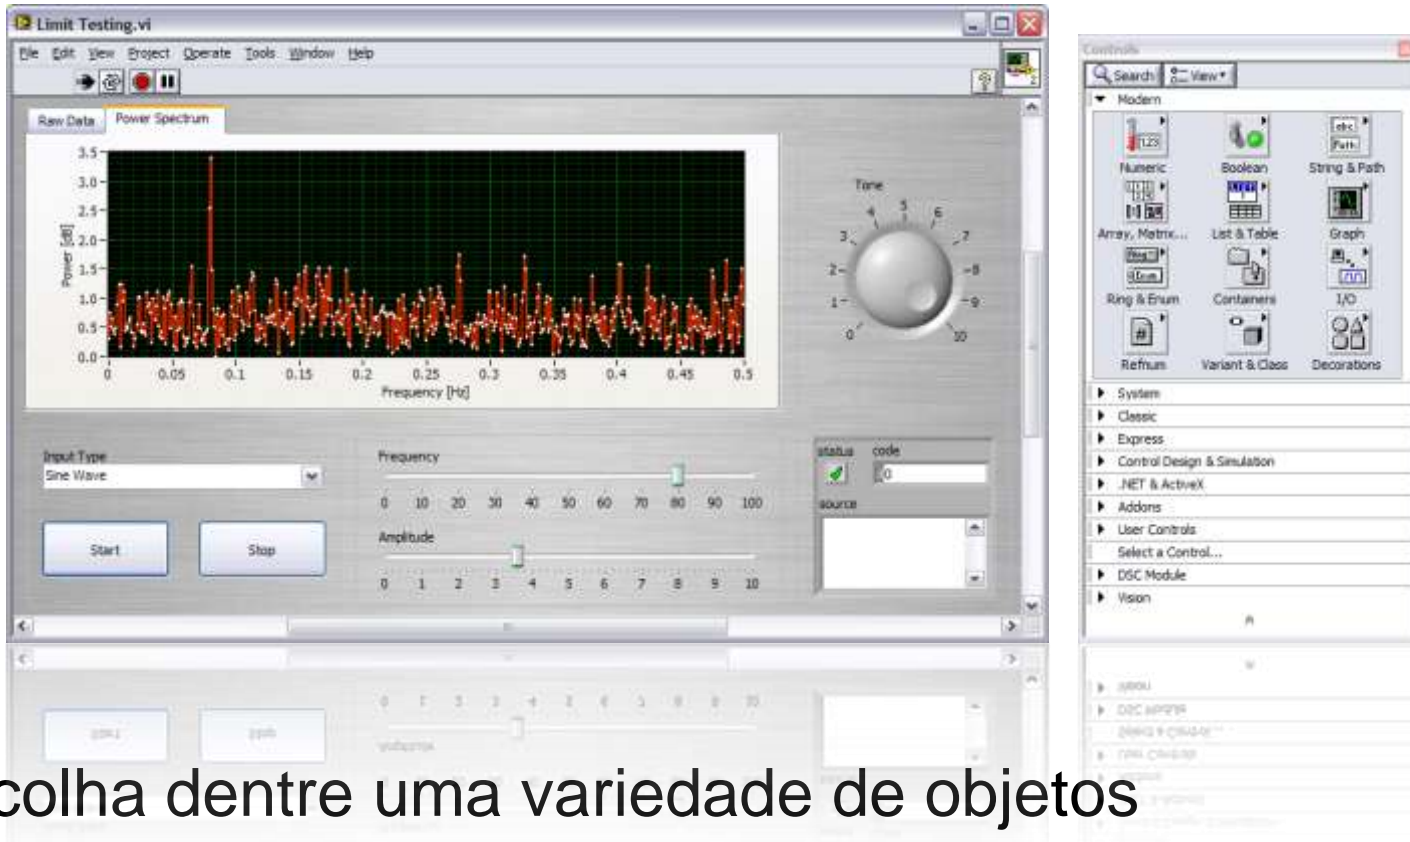 Limit Testing.vi
File Edit View Project Operate Tools Window Help
Raw Data Power Spectrum
3.5
3.0
2.5
2.0
1.5
1.0
0.5
0.0
Power [dB]
0 0.05 0.1 0.15 0.2 0.25 0.3 0.35 0.4 0.45 0.5
Frequency [Hz]
Tone
0 1 2 3 4 5 6 7 8 9 10
Input Type
Sine Wave
Start Stop
Frequency
0 10 20 30 40 50 60 70 80 90 100
Amplitude
0 1 2 3 4 5 6 7 8 9 10
status code
0
source
Controls
Search View
Modern
Numeric Boolean String & Path
Array, Matrix... List & Table Graph
Ring & Enum Containers I/O
Refnum Variant & Class Decorations
System
Classic
Express
Control Design & Simulation
.NET & ActiveX
Addons
User Controls
Select a Control...
DSC Module
Vision
colha dentre uma variedade de objetos